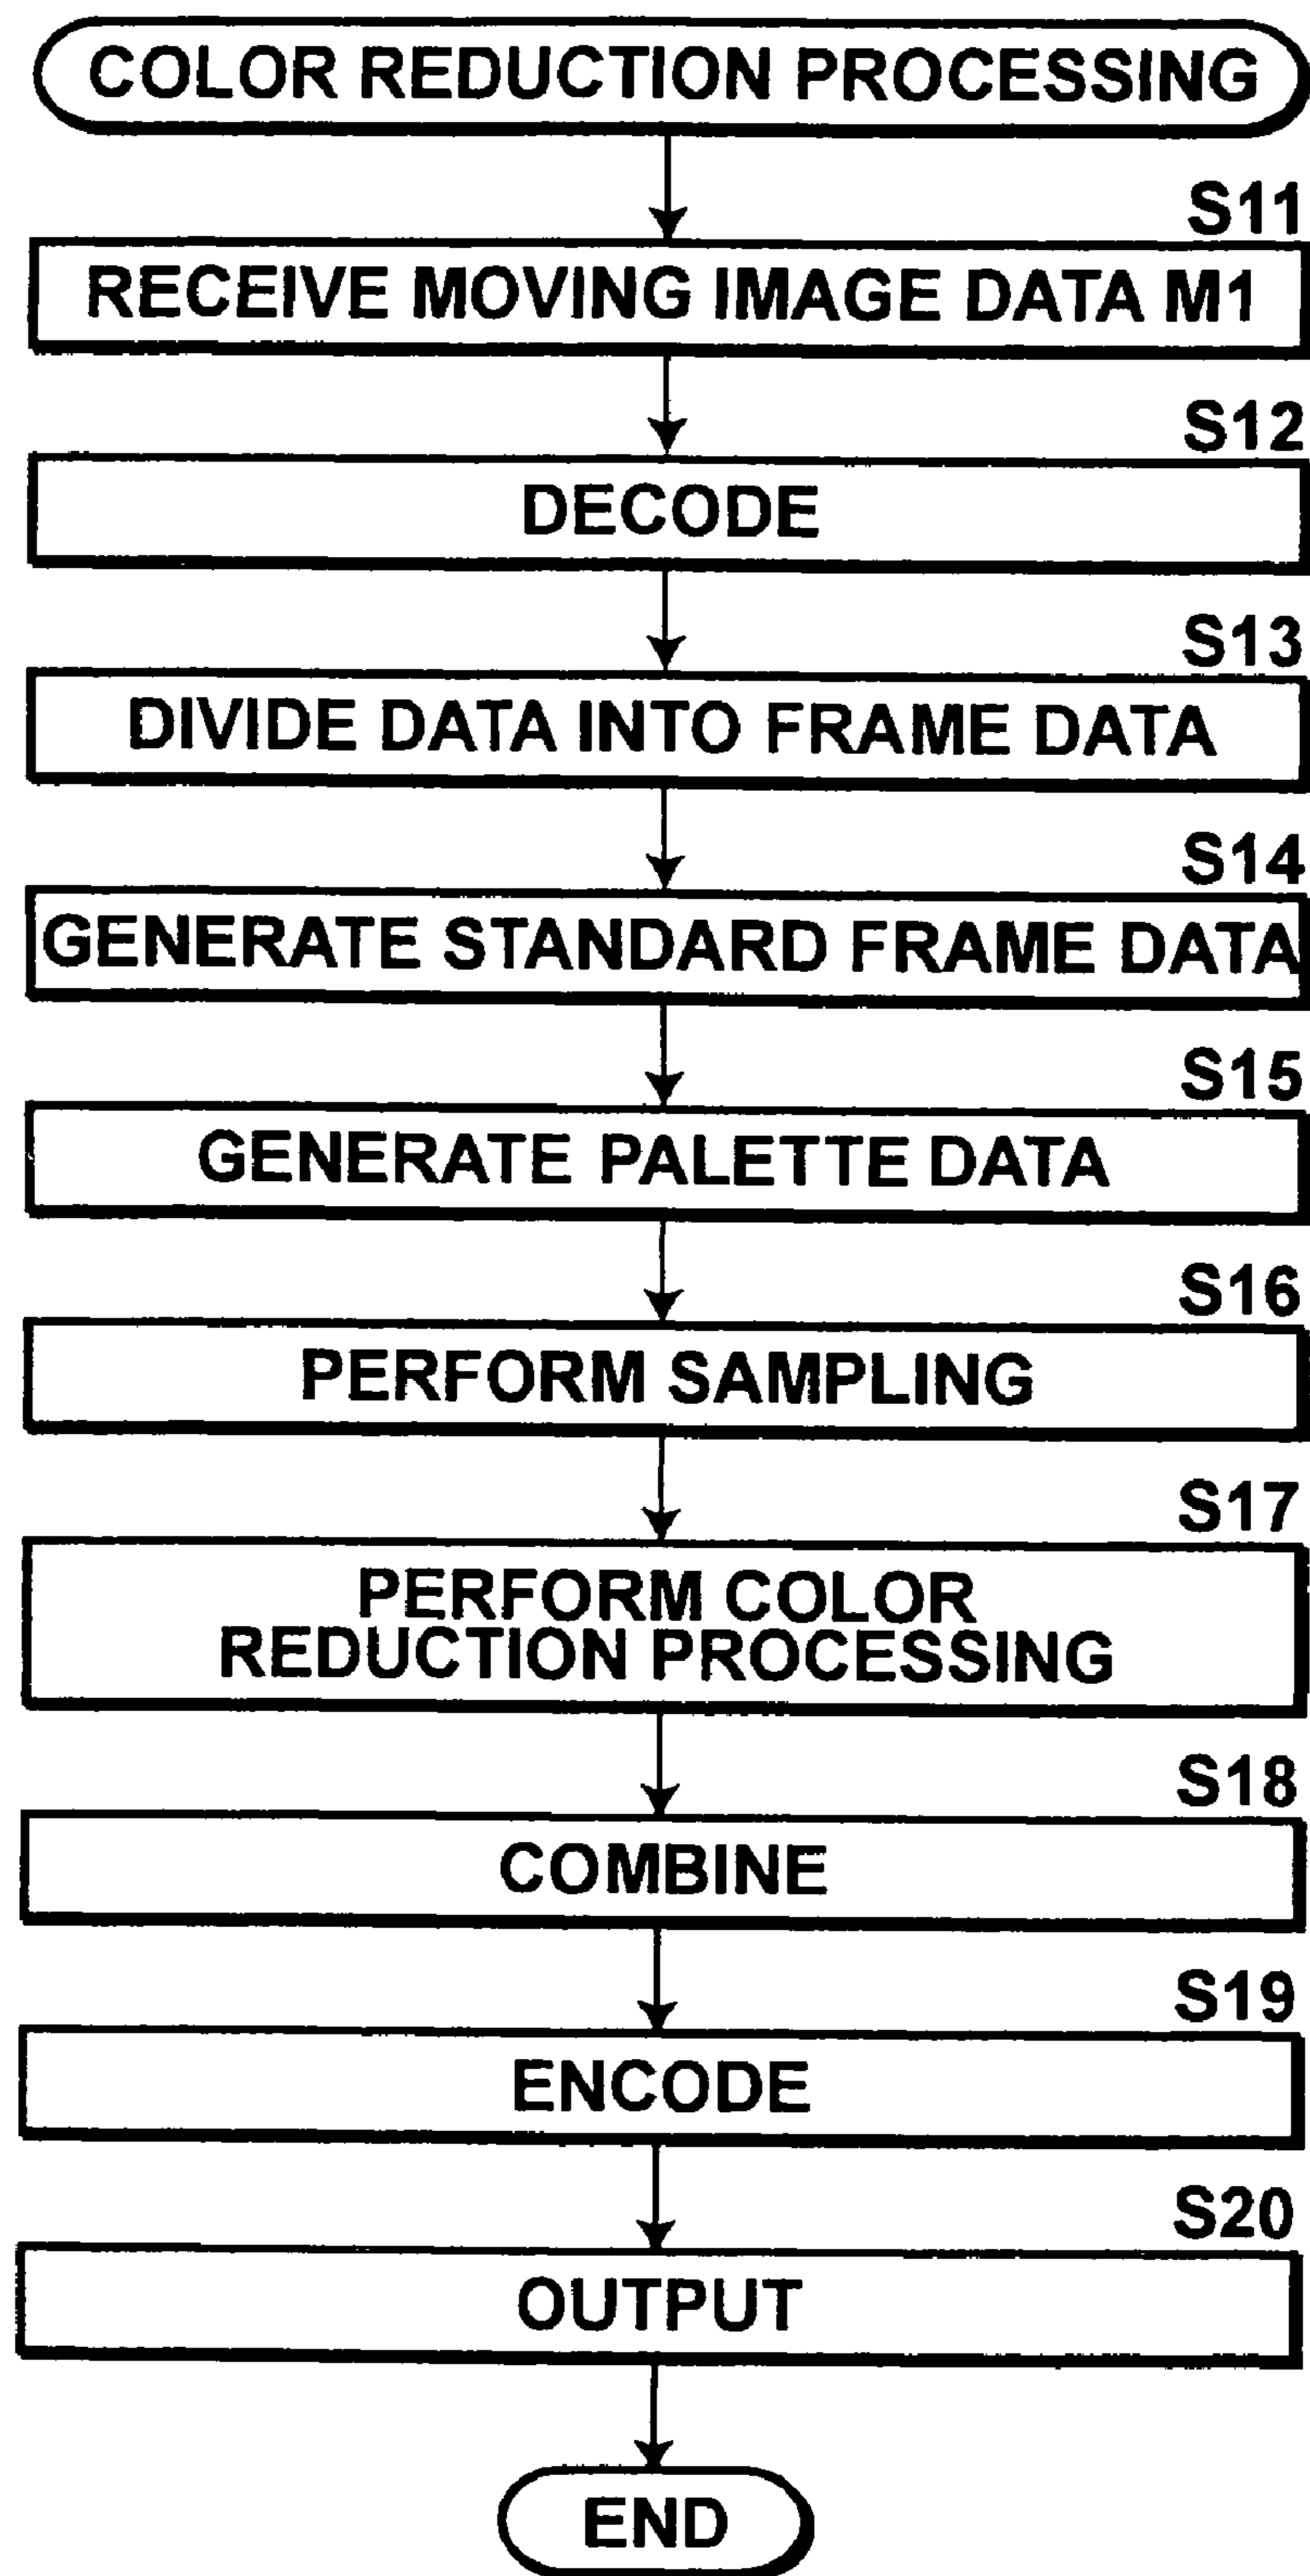 COLOR REDUCTION PROCESSING
S11
RECEIVE MOVING IMAGE DATA M1
S12
DECODE
S13
DIVIDE DATA INTO FRAME DATA
S14
GENERATE STANDARD FRAME DATA
S15
GENERATE PALETTE DATA
S16
PERFORM SAMPLING
S17
PERFORM COLOR
REDUCTION PROCESSING
S18
COMBINE
S19
ENCODE
S20
OUTPUT
END